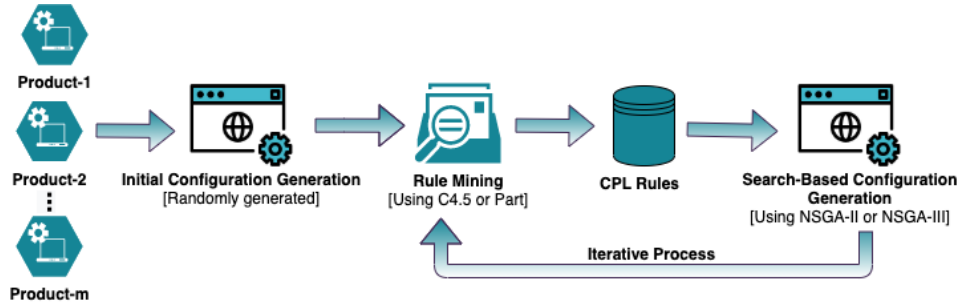 Product-1
Product-2
Product-m
Initial Configuration Generation
[Randomly generated]
Rule Mining
[Using C4.5 or Part]
CPL Rules
Search-Based Configuration
Generation
[Using NSGA-II or NSGA-III]
Iterative Process